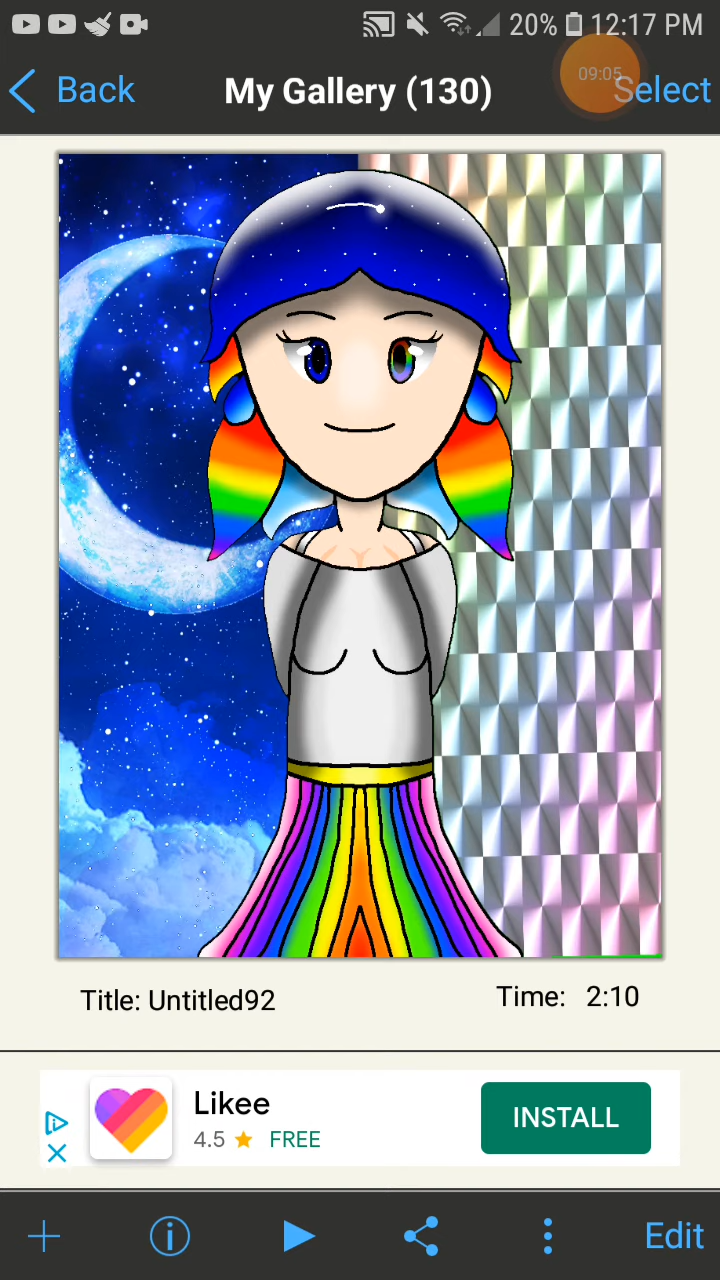 20% 12:17 PM
Back My Gallery (130) Select
09:05
Title: Untitled92 Time: 2:10
Likee
4.5 FREE
INSTALL
Edit